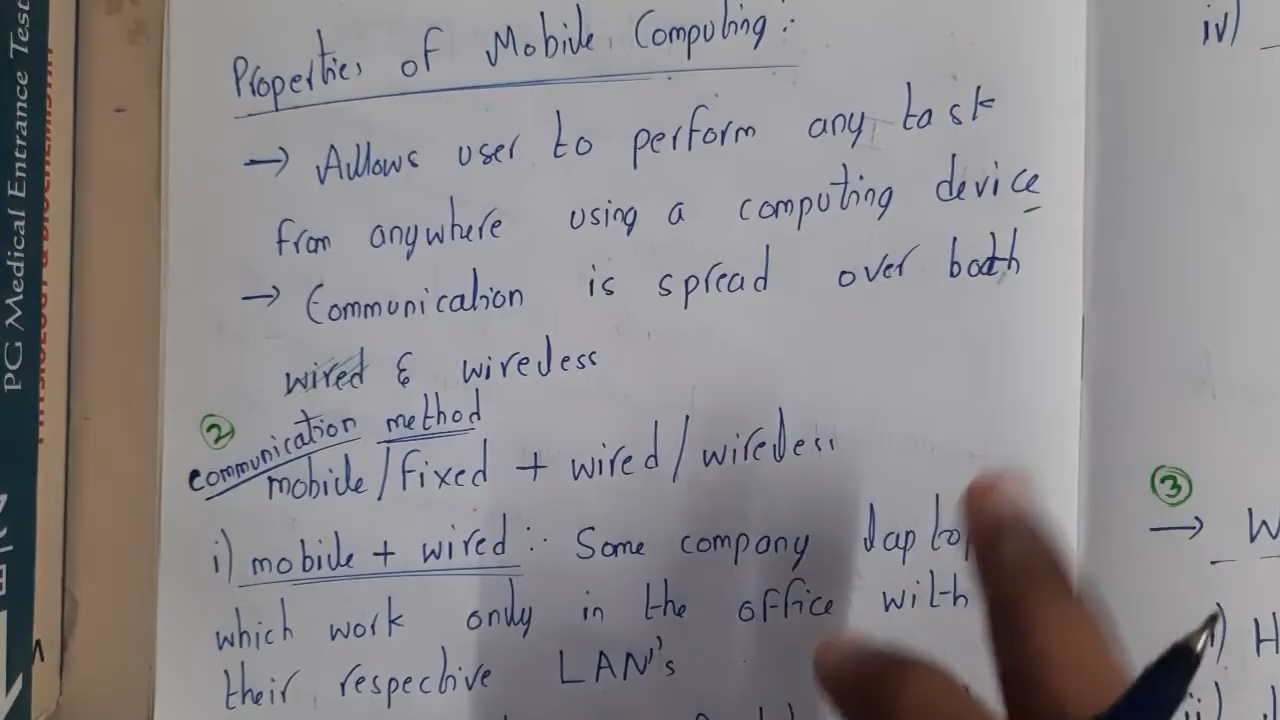 Properties of Mobile Computing :
→ Allows user to perform any task
from anywhere using a computing device
→ Communication is spread over both
wired & wireless
② communication method
mobile/fixed + wired/wireless
i) mobile + wired : Some company laptop
which work only in the office with
their respective LAN's
iv)
③
→ W
i) H
ii)
PG Medical Entrance Test